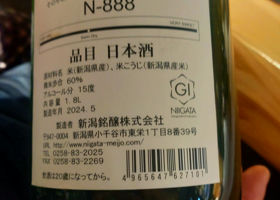 N-888
品目 日本酒
原材料名 米(新潟県産)、米こうじ(新潟県産)
精米歩合 60%
アルコール分 15度
内容量 1.8L
製造年月 2024.5
GI
NIIGATA
製造者 新潟銘醸株式会社
〒947-0004 新潟県小千谷市東栄1丁目8番39号
URL http://www.niigata-meijo.com/
TEL 0258-83-2025
FAX 0258-83-2269
飲酒は20歳になってから。
4 965647 627101